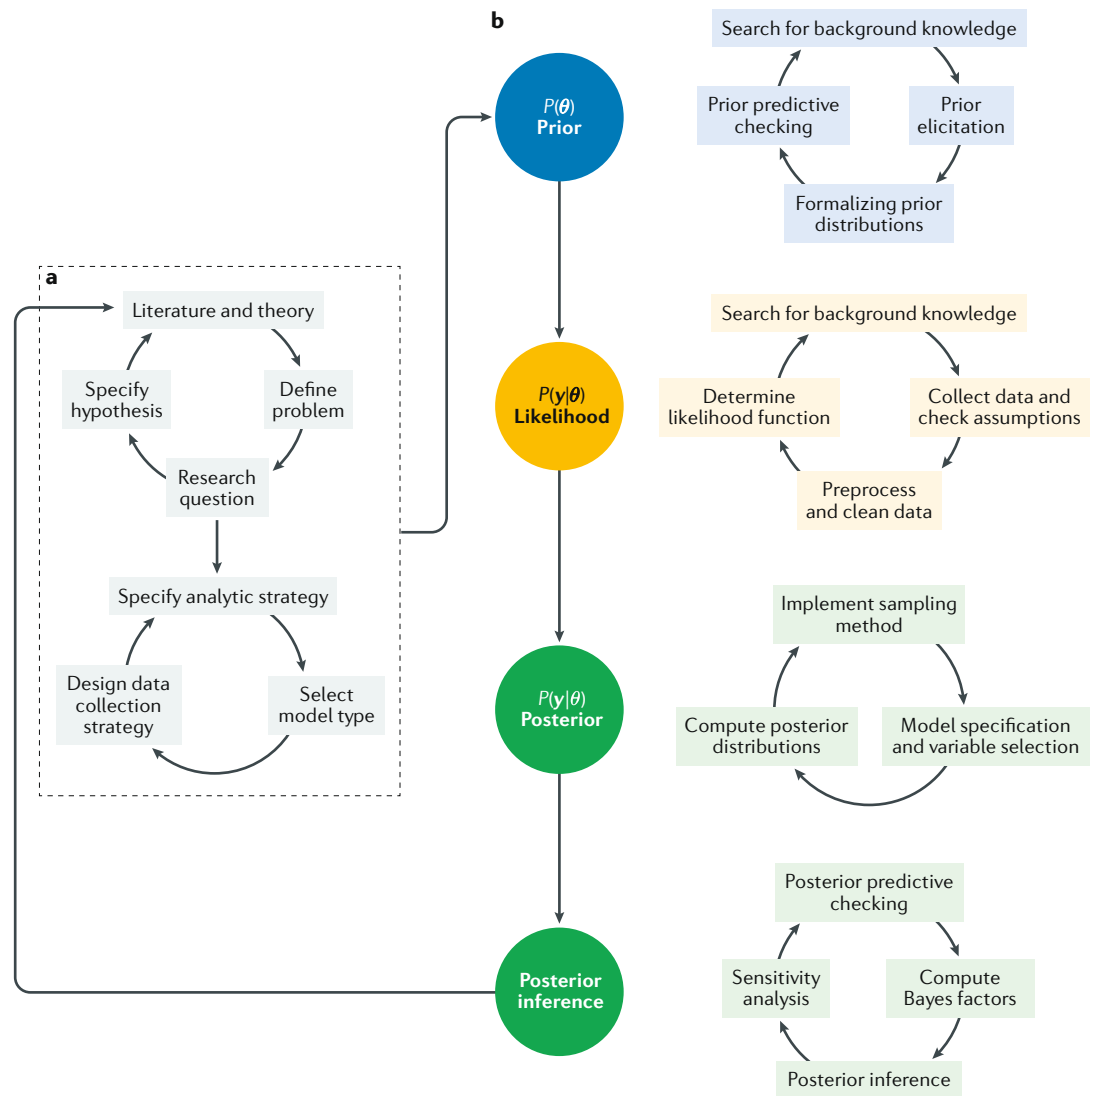 a
Literature and theory
Specify
hypothesis
Define
problem
Research
question
Specify analytic strategy
Design data
collection
strategy
Select
model type
b
P(θ)
Prior
Search for background knowledge
Prior predictive
checking
Prior
elicitation
Formalizing prior
distributions
P(y|θ)
Likelihood
Search for background knowledge
Determine
likelihood function
Collect data and
check assumptions
Preprocess
and clean data
P(y|θ)
Posterior
Implement sampling
method
Compute posterior
distributions
Model specification
and variable selection
Posterior
inference
Posterior predictive
checking
Sensitivity
analysis
Compute
Bayes factors
Posterior inference